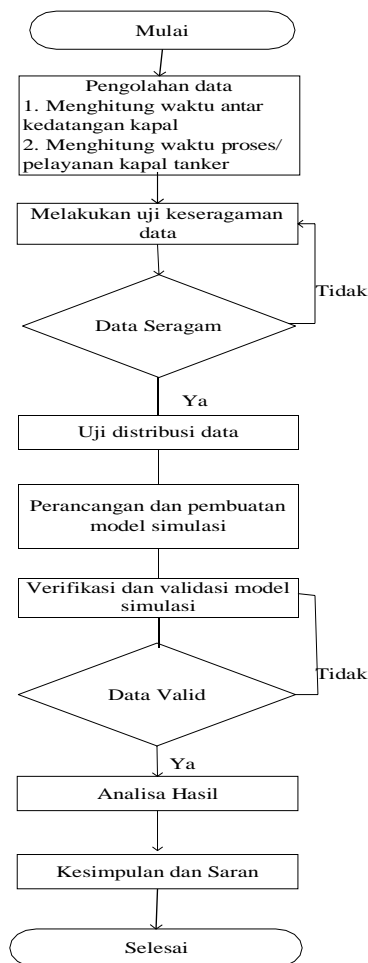 Mulai
Pengolahan data
1. Menghitung waktu antar
kedatangan kapal
2. Menghitung waktu proses/
pelayanan kapal tanker
Melakukan uji keseragaman
data
Tidak
Data Seragam
Ya
Uji distribusi data
Perancangan dan pembuatan
model simulasi
Verifikasi dan validasi model
simulasi
Tidak
Data Valid
Ya
Analisa Hasil
Kesimpulan dan Saran
Selesai